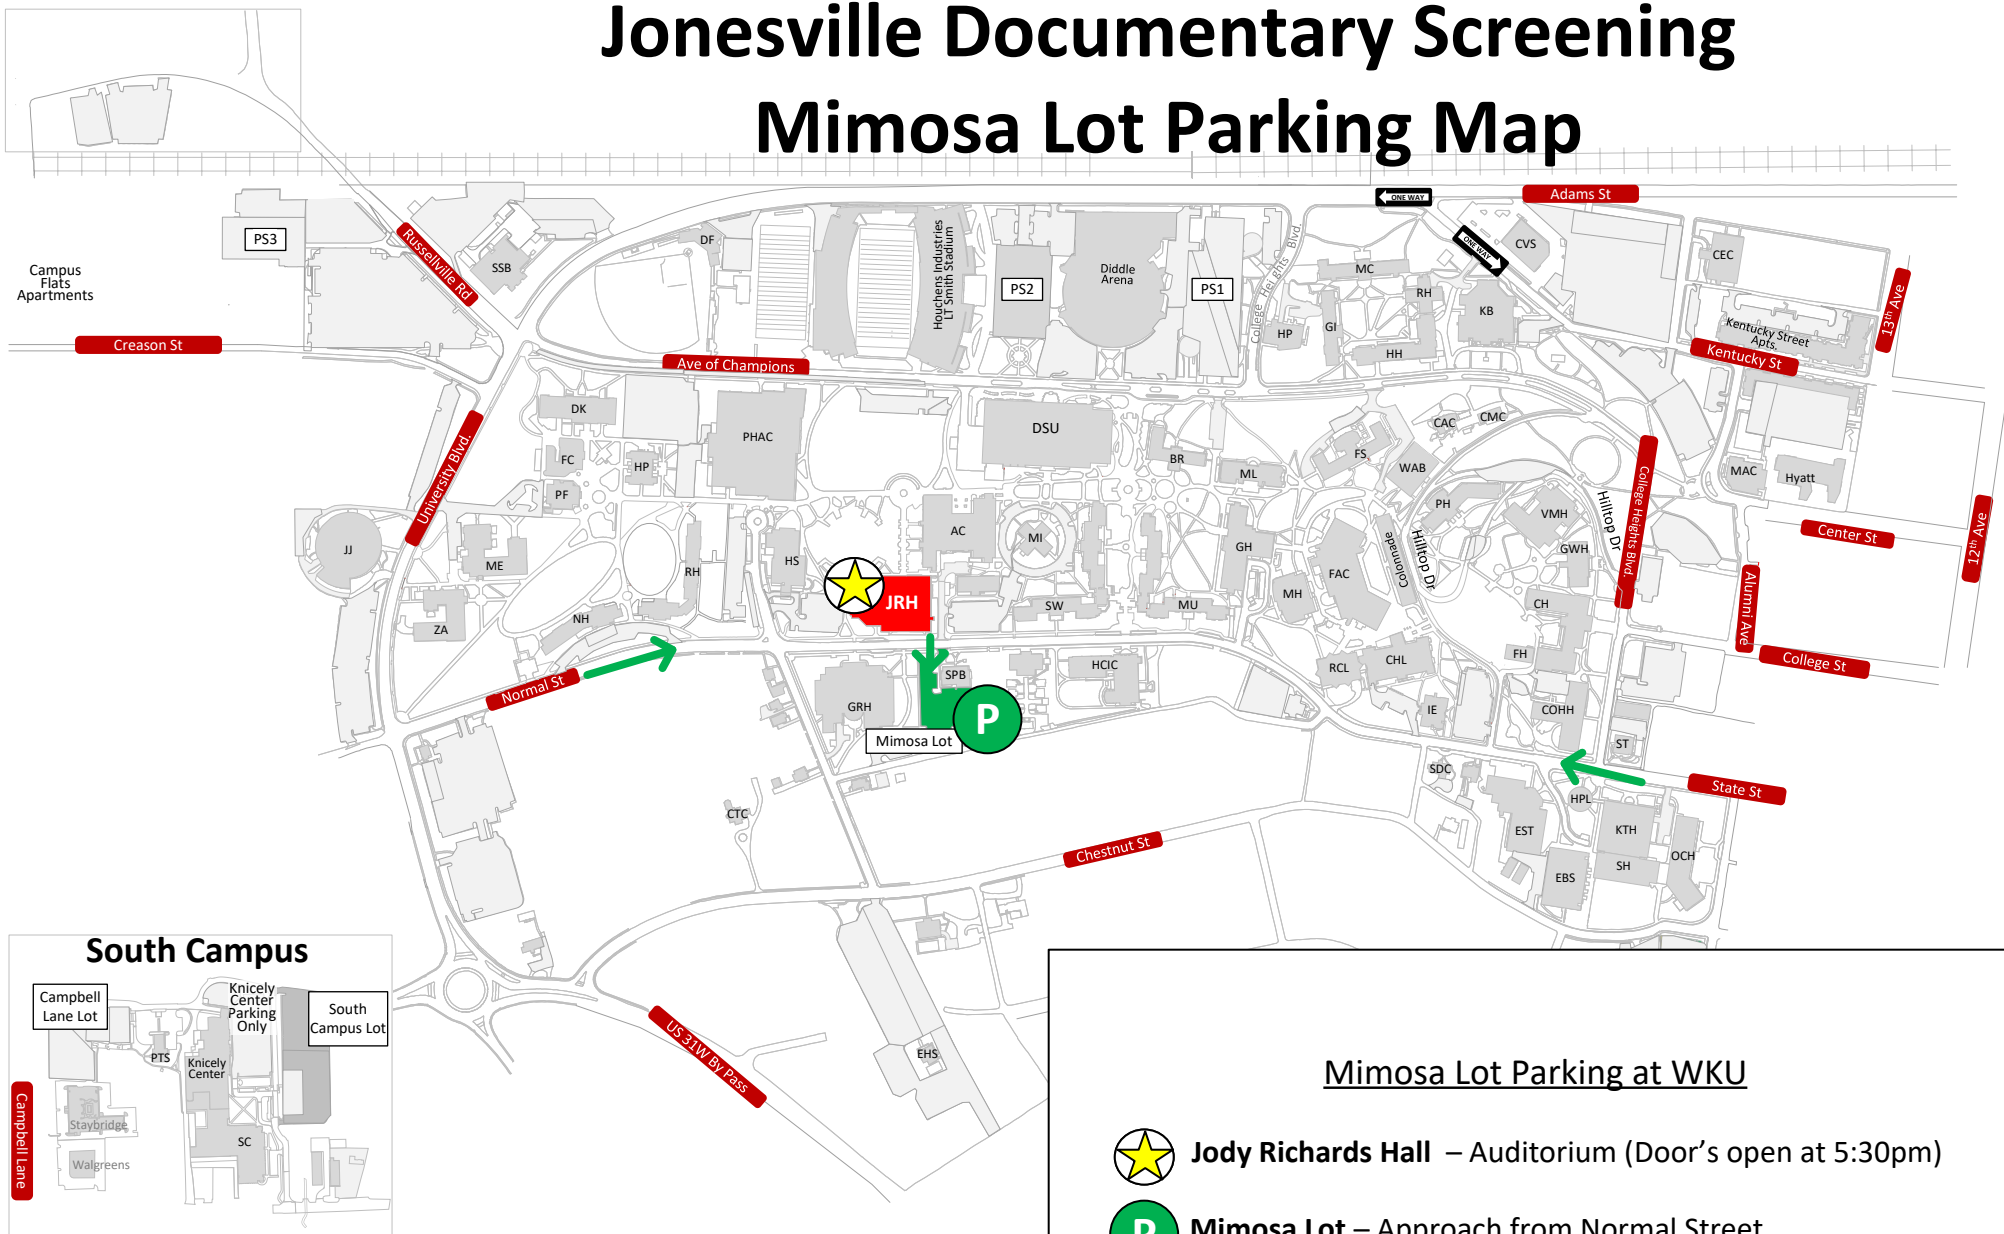 Jonesville Documentary Screening
Mimosa Lot Parking Map
Adams St
ONE WAY
ONE WAY
PS3
Russellville Rd
SSB
DF
Houchens Industries
LT Smith Stadium
PS2
Diddle
Arena
PS1
College Heights Blvd.
MC
CVS
CEC
RH
HP
GI
KB
HH
13th Ave
Kentucky Street
Apts.
Kentucky St
Campus
Flats
Apartments
Creason St
Ave of Champions
DK
PHAC
DSU
University Blvd.
FC
HP
PF
BR
ML
FS
WAB
CAC
CMC
College Heights Blvd.
MAC
Hyatt
PH
VMH
Hilltop Dr
Center St
12th Ave
JJ
ME
HS
AC
MI
GH
FAC
Colonade
Hilltop Dr
GWH
RH
JRH
MH
CH
Alumni Ave
ZA
NH
SW
MU
FH
College St
Normal St
GRH
SPB
HCIC
RCL
CHL
IE
COHH
P
Mimosa Lot
ST
SDC
State St
HPL
CTC
Chestnut St
EST
KTH
SH
OCH
EBS
South Campus
Campbell
Lane Lot
Knicely
Center
Parking
Only
South
Campus Lot
PTS
Knicely
Center
Campbell Lane
Staybridge
Walgreens
SC
US 31W By Pass
EHS
Mimosa Lot Parking at WKU
Jody Richards Hall – Auditorium (Door's open at 5:30pm)
P Mimosa Lot – Approach from Normal Street